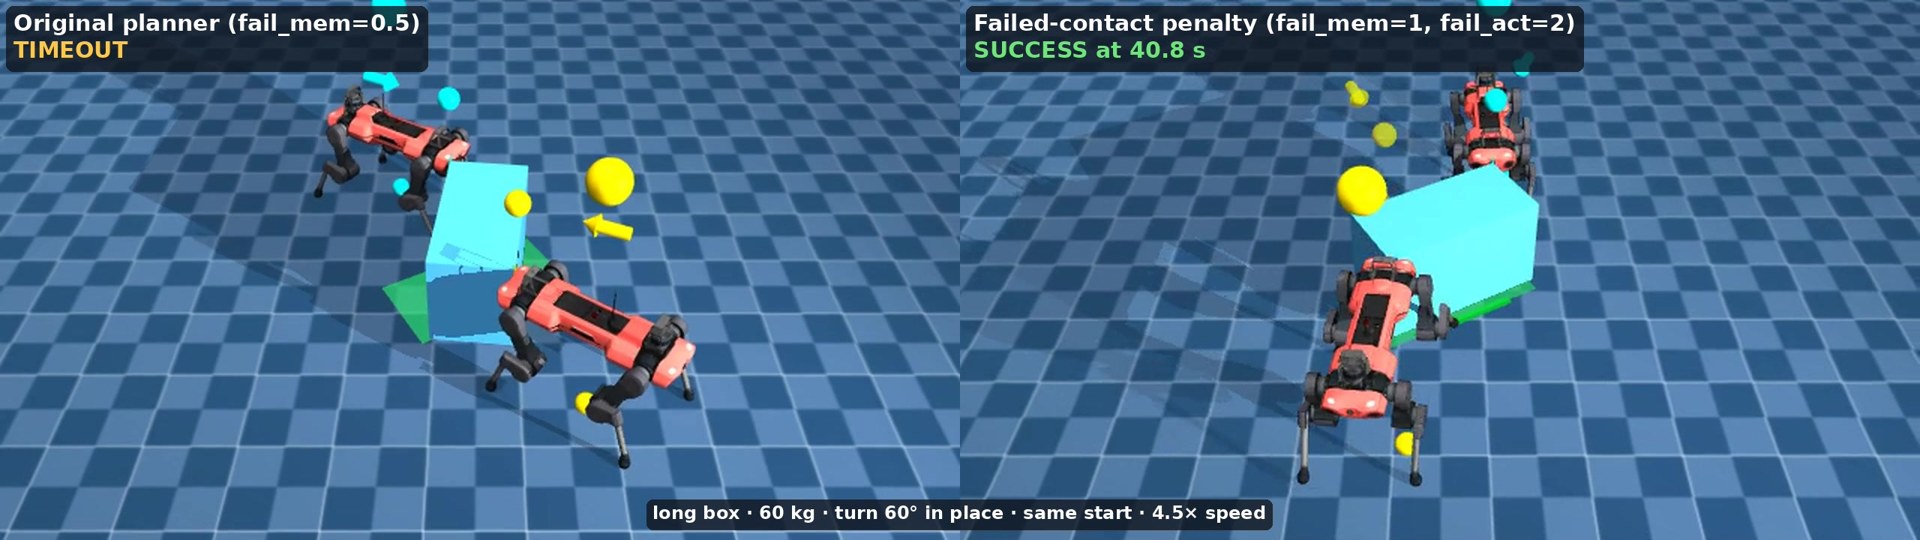 Original planner (fail_mem=0.5)
TIMEOUT
Failed-contact penalty (fail_mem=1, fail_act=2)
SUCCESS at 40.8 s
long box · 60 kg · turn 60° in place · same start · 4.5× speed